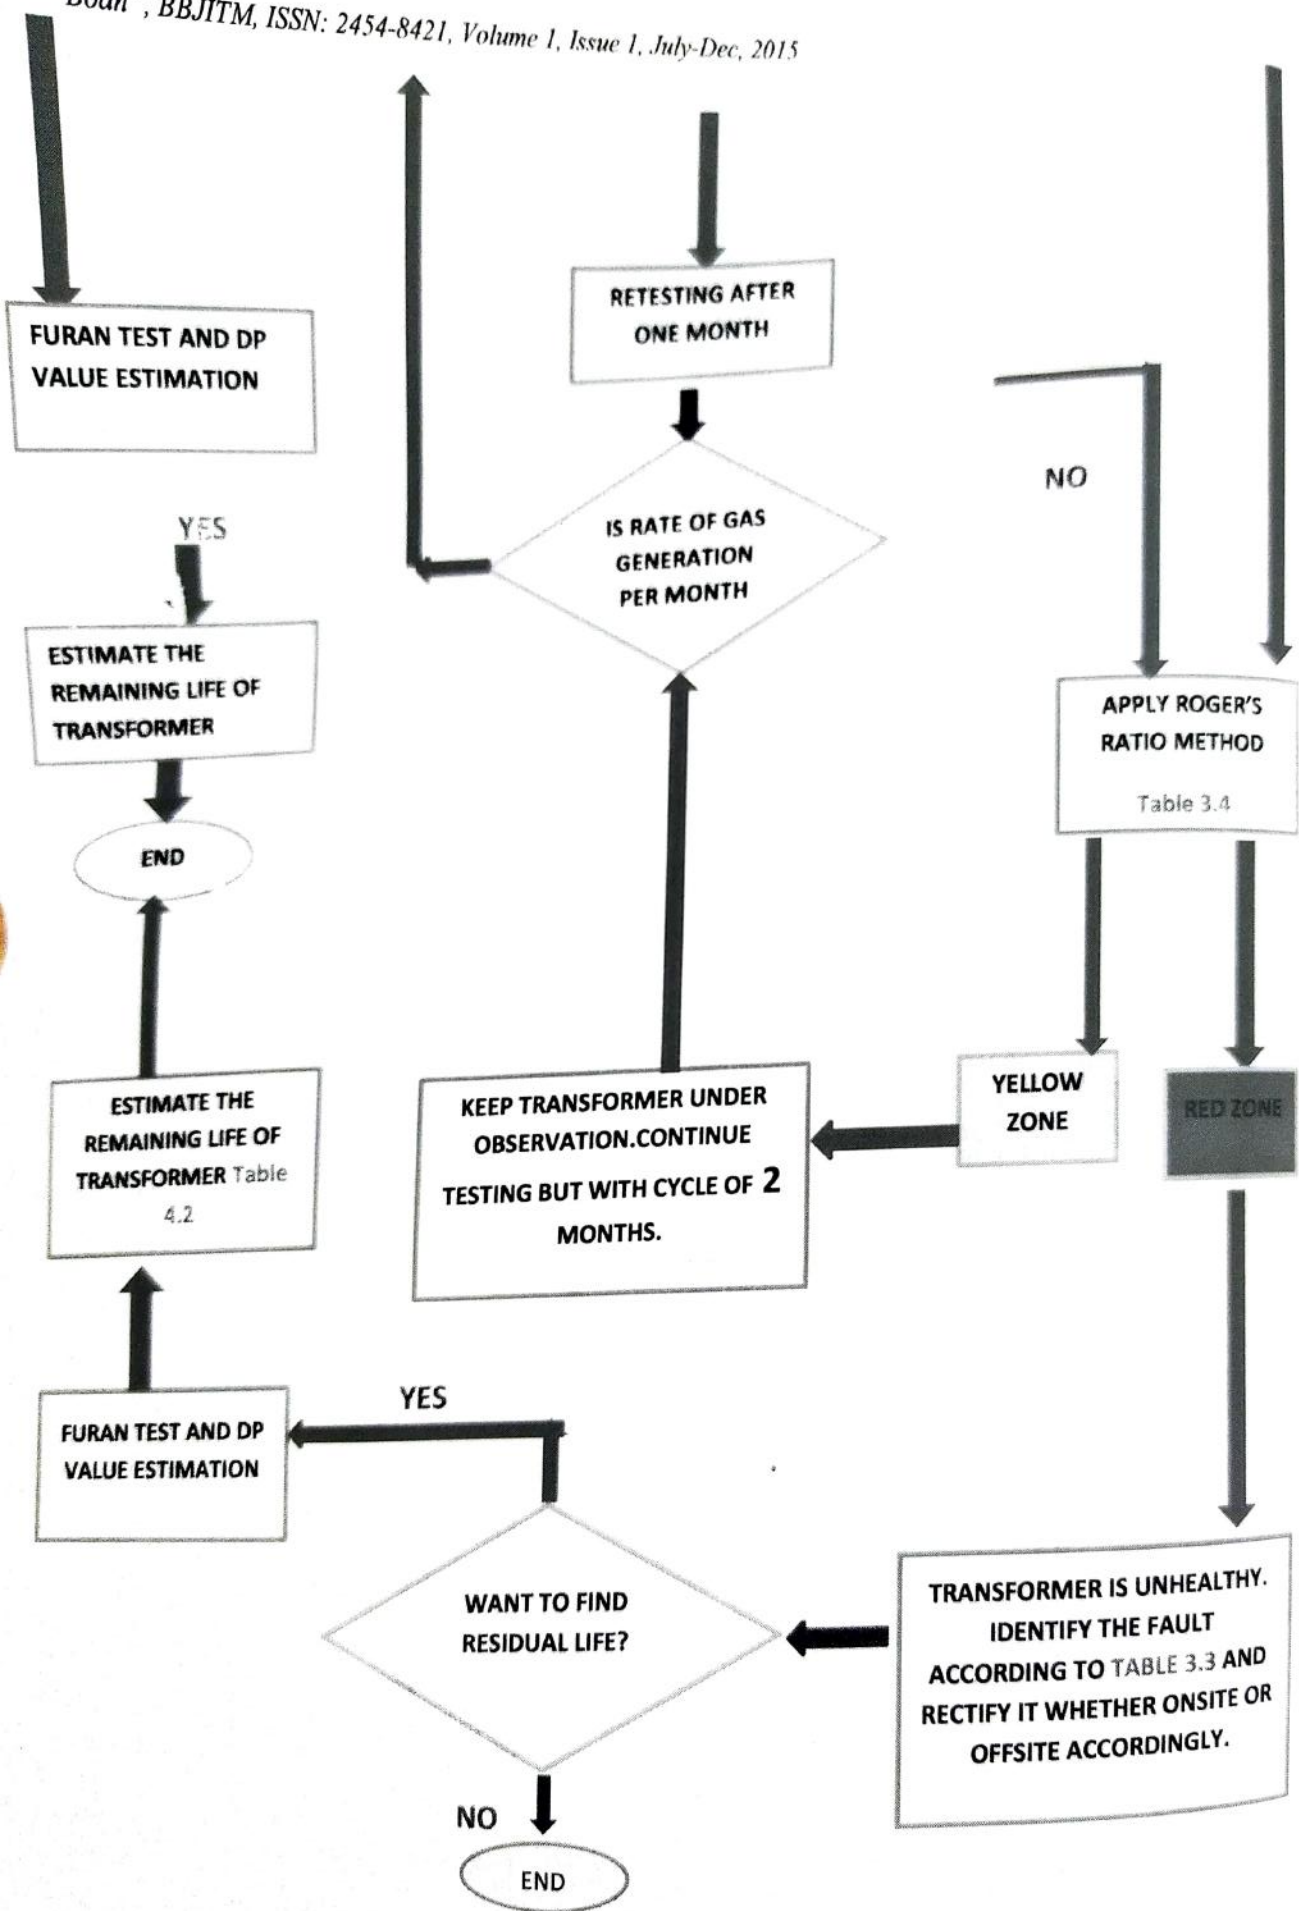 , BBJITM, ISSN: 2454-8421, Volume 1, Issue 1, July-Dec, 2015
FURAN TEST AND DP
VALUE ESTIMATION
RETESTING AFTER
ONE MONTH
NO
YES
IS RATE OF GAS
GENERATION
PER MONTH
ESTIMATE THE
REMAINING LIFE OF
TRANSFORMER
APPLY ROGER'S
RATIO METHOD
Table 3.4
END
ESTIMATE THE
REMAINING LIFE OF
TRANSFORMER Table
4.2
KEEP TRANSFORMER UNDER
OBSERVATION.CONTINUE
TESTING BUT WITH CYCLE OF 2
MONTHS.
YELLOW
ZONE
RED ZONE
YES
FURAN TEST AND DP
VALUE ESTIMATION
WANT TO FIND
RESIDUAL LIFE?
TRANSFORMER IS UNHEALTHY.
IDENTIFY THE FAULT
ACCORDING TO TABLE 3.3 AND
RECTIFY IT WHETHER ONSITE OR
OFFSITE ACCORDINGLY.
NO
END